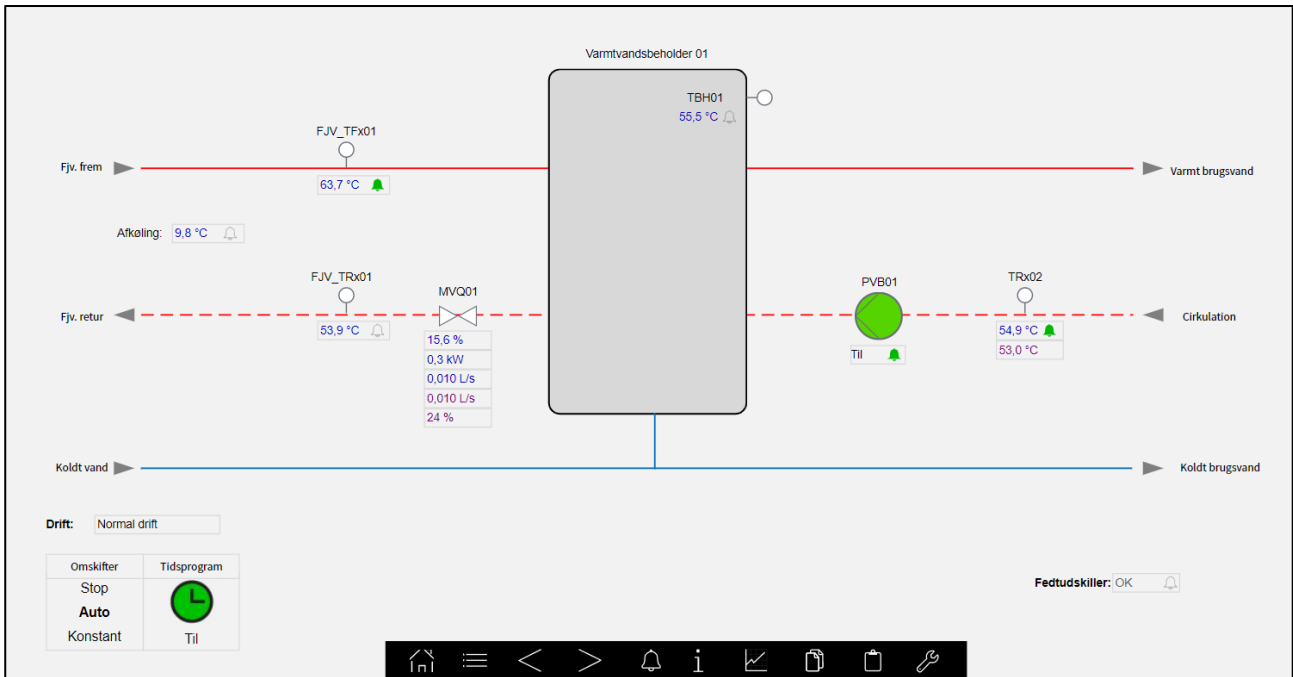 Varmtvandsbeholder 01
TBH01
55,5 °C
FJV_TFx01
Fjv. frem
63,7 °C
Varmt brugsvand
Afkøling: 9,8 °C
FJV_TRx01
MVQ01
PVB01
TRx02
Fjv. retur
53,9 °C
15,6 %
0,3 kW
0,010 L/s
0,010 L/s
24 %
Til
54,9 °C
53,0 °C
Cirkulation
Koldt vand
Koldt brugsvand
Drift: Normal drift
Omskifter
Tidsprogram
Stop
Auto
Konstant
Til
Fedtudskiller: OK